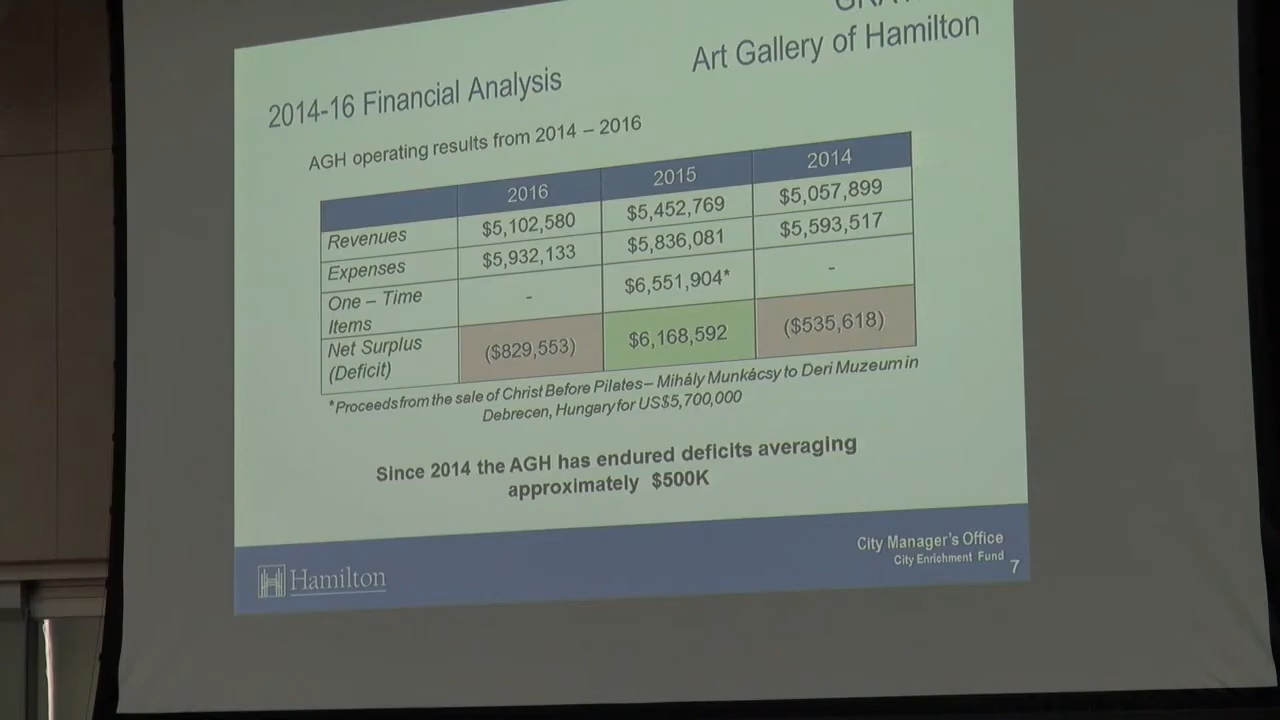 Art Gallery of Hamilton
2014-16 Financial Analysis
AGH operating results from 2014 – 2016
2016 2015 2014
Revenues $5,102,580 $5,452,769 $5,057,899
Expenses $5,932,133 $5,836,081 $5,593,517
One – Time
Items - $6,551,904* -
Net Surplus
(Deficit) ($829,553) $6,168,592 ($535,618)
*Proceeds from the sale of Christ Before Pilates– Mihály Munkácsy to Deri Muzeum in
Debrecen, Hungary for US$5,700,000
Since 2014 the AGH has endured deficits averaging
approximately $500K
City Manager's Office
City Enrichment Fund
7
Hamilton